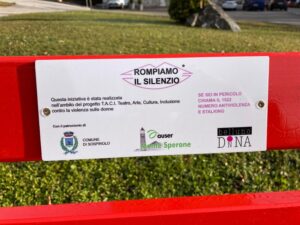 ROMPIAMO
IL SILENZIO
Questa iniziativa è stata realizzata
nell'ambito del progetto T.A.C.I. Teatro, Arte, Cultura, Inclusione
contro la violenza sulle donne
SE SEI IN PERICOLO
CHIAMA IL 1522
NUMERO ANTIVIOLENZA
E STALKING
Con il patrocinio di
COMUNE
DI SOSPIROLO
auser
Sperone
DONA